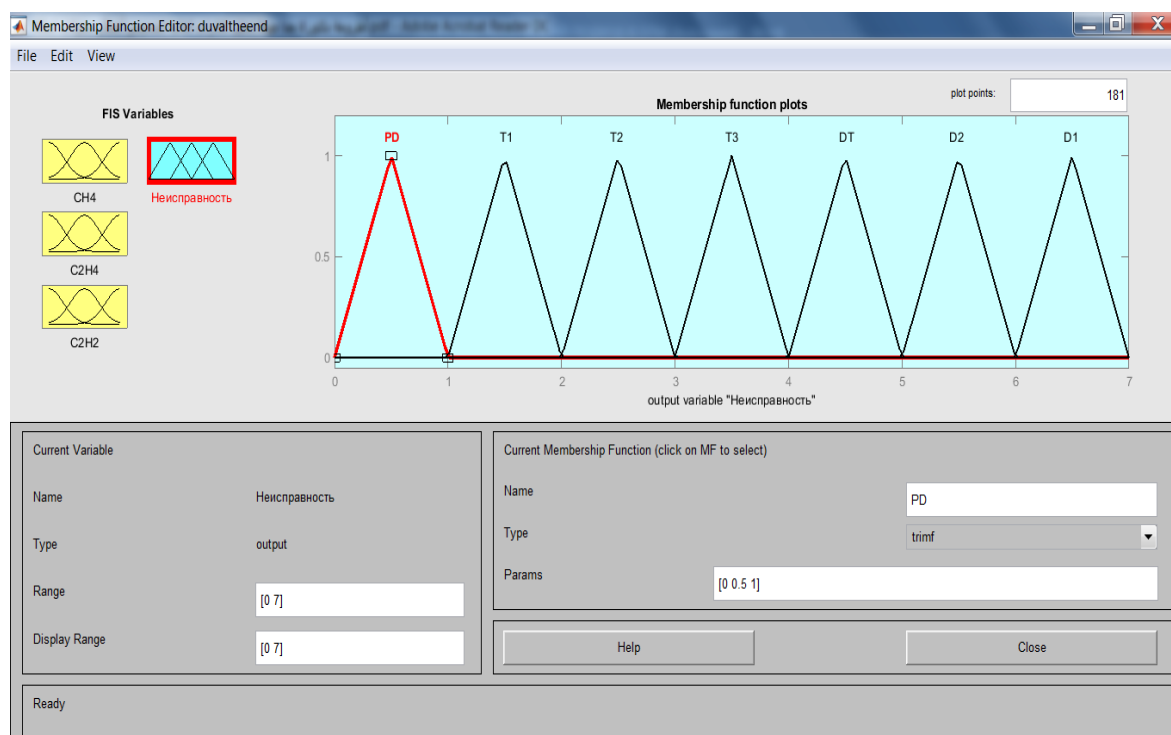 Membership Function Editor: duvaltheend
File Edit View
FIS Variables
CH4
Неисправность
C2H4
C2H2
Membership function plots
plot points:
181
PD T1 T2 T3 DT D2 D1
1
0.5
0
0 1 2 3 4 5 6 7
output variable "Неисправность"
Current Variable
Name Неисправность
Type output
Range [0 7]
Display Range [0 7]
Current Membership Function (click on MF to select)
Name PD
Type trimf
Params [0 0.5 1]
Help Close
Ready